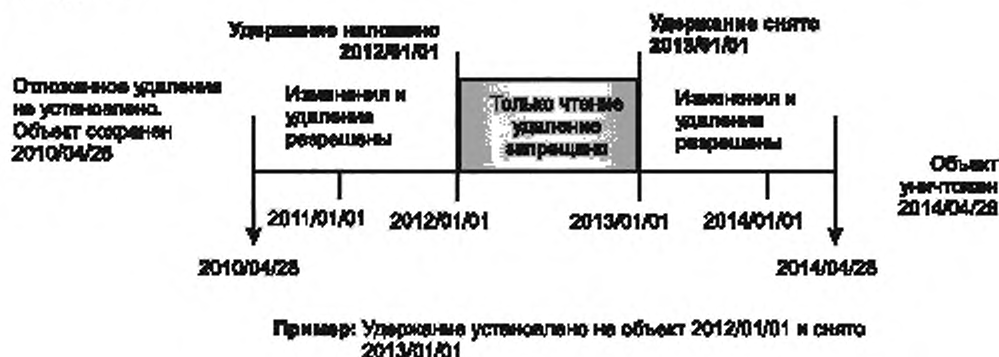 Удержание наложено
2012/01/01
Удержание снято
2013/01/01
Отложенное удаление
не установлено.
Объект сохранен
2010/04/28
Изменения и
удаление
разрешены
Только чтение
удаление
запрещено
Изменения и
удаление
разрешены
Объект
уничтожен
2014/04/28
2011/01/01
2012/01/01
2013/01/01
2014/01/01
2010/04/28
2014/04/28
Пример: Удержание установлено на объект 2012/01/01 и снято
2013/01/01